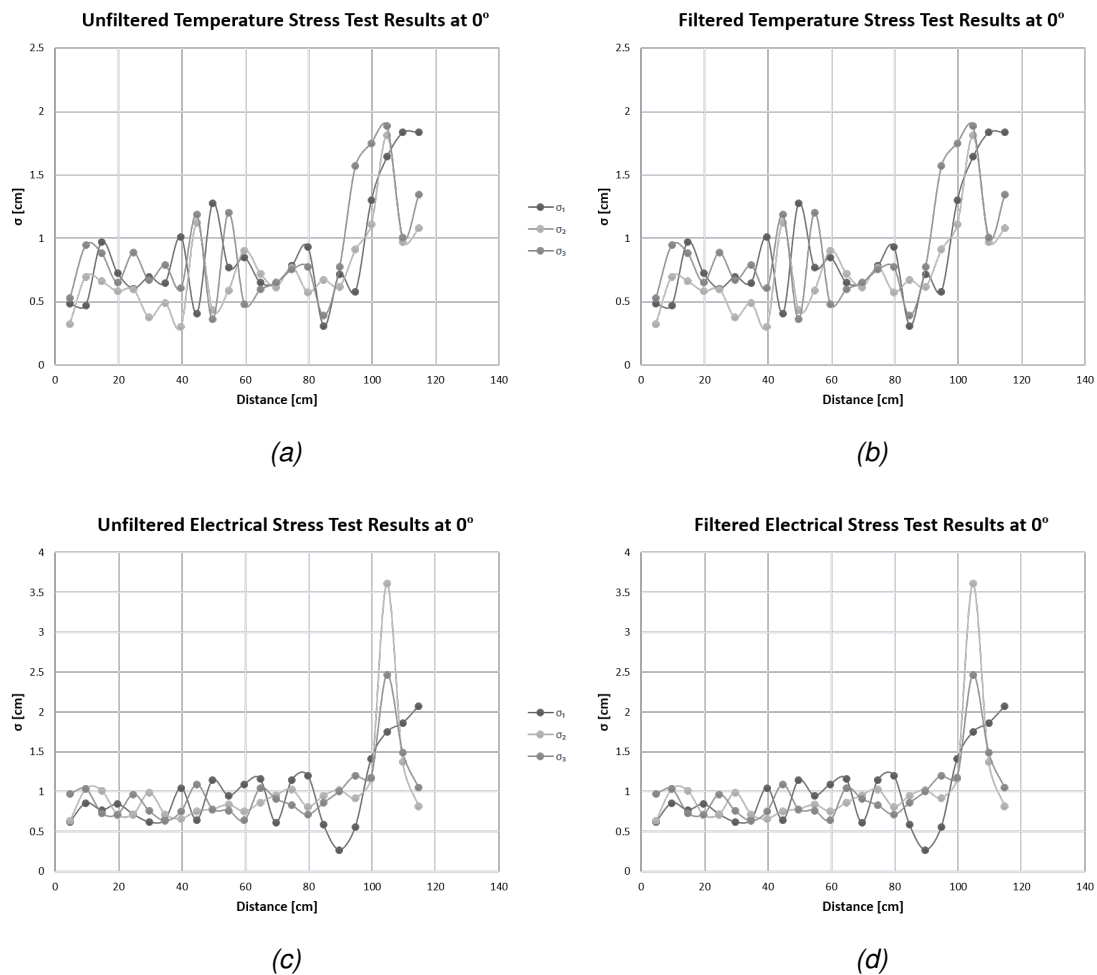 Unfiltered Temperature Stress Test Results at 0º
2.5
2
1.5
1
0.5
0
σ [cm]
0 20 40 60 80 100 120 140
Distance [cm]
σ₁
σ₂
σ₃
(a)
Filtered Temperature Stress Test Results at 0º
2.5
2
1.5
1
0.5
0
σ [cm]
0 20 40 60 80 100 120 140
Distance [cm]
(b)
Unfiltered Electrical Stress Test Results at 0º
4
3.5
3
2.5
2
1.5
1
0.5
0
σ [cm]
0 20 40 60 80 100 120 140
Distance [cm]
σ₁
σ₂
σ₃
(c)
Filtered Electrical Stress Test Results at 0º
4
3.5
3
2.5
2
1.5
1
0.5
0
σ [cm]
0 20 40 60 80 100 120 140
Distance [cm]
(d)